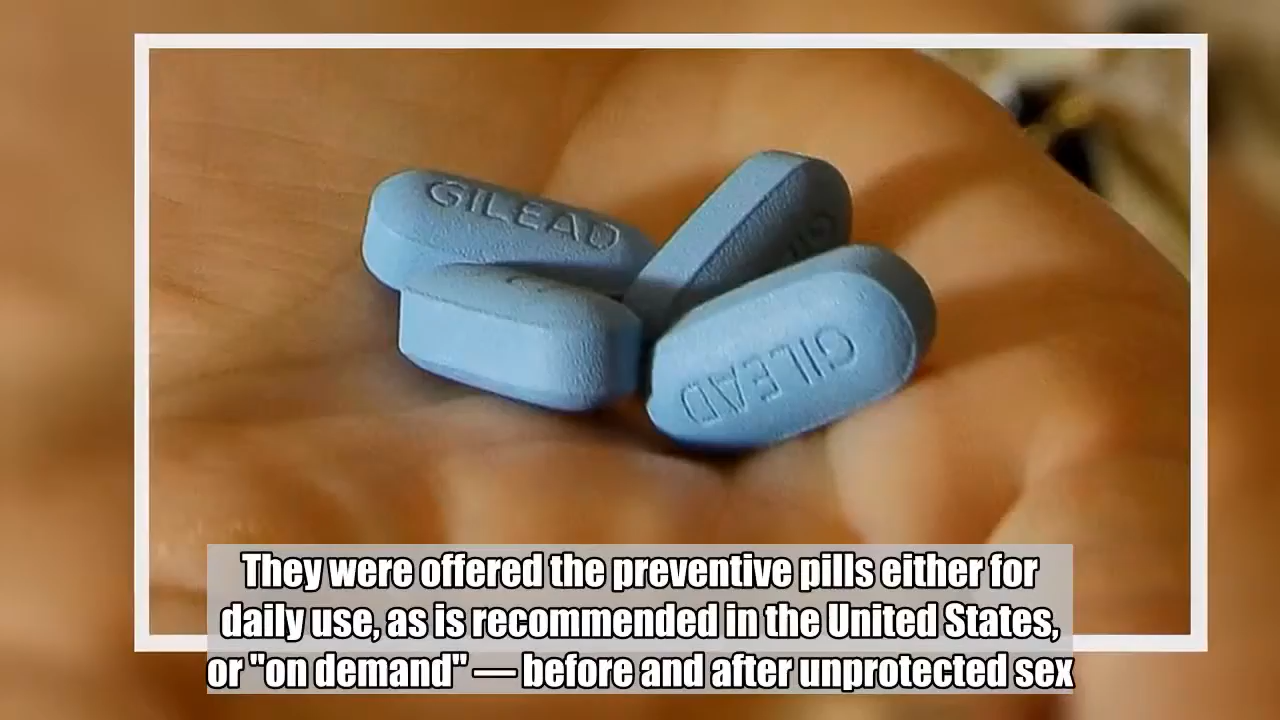 GILEAD
GILEAD
They were offered the preventive pills either for
daily use, as is recommended in the United States,
or "on demand" — before and after unprotected sex